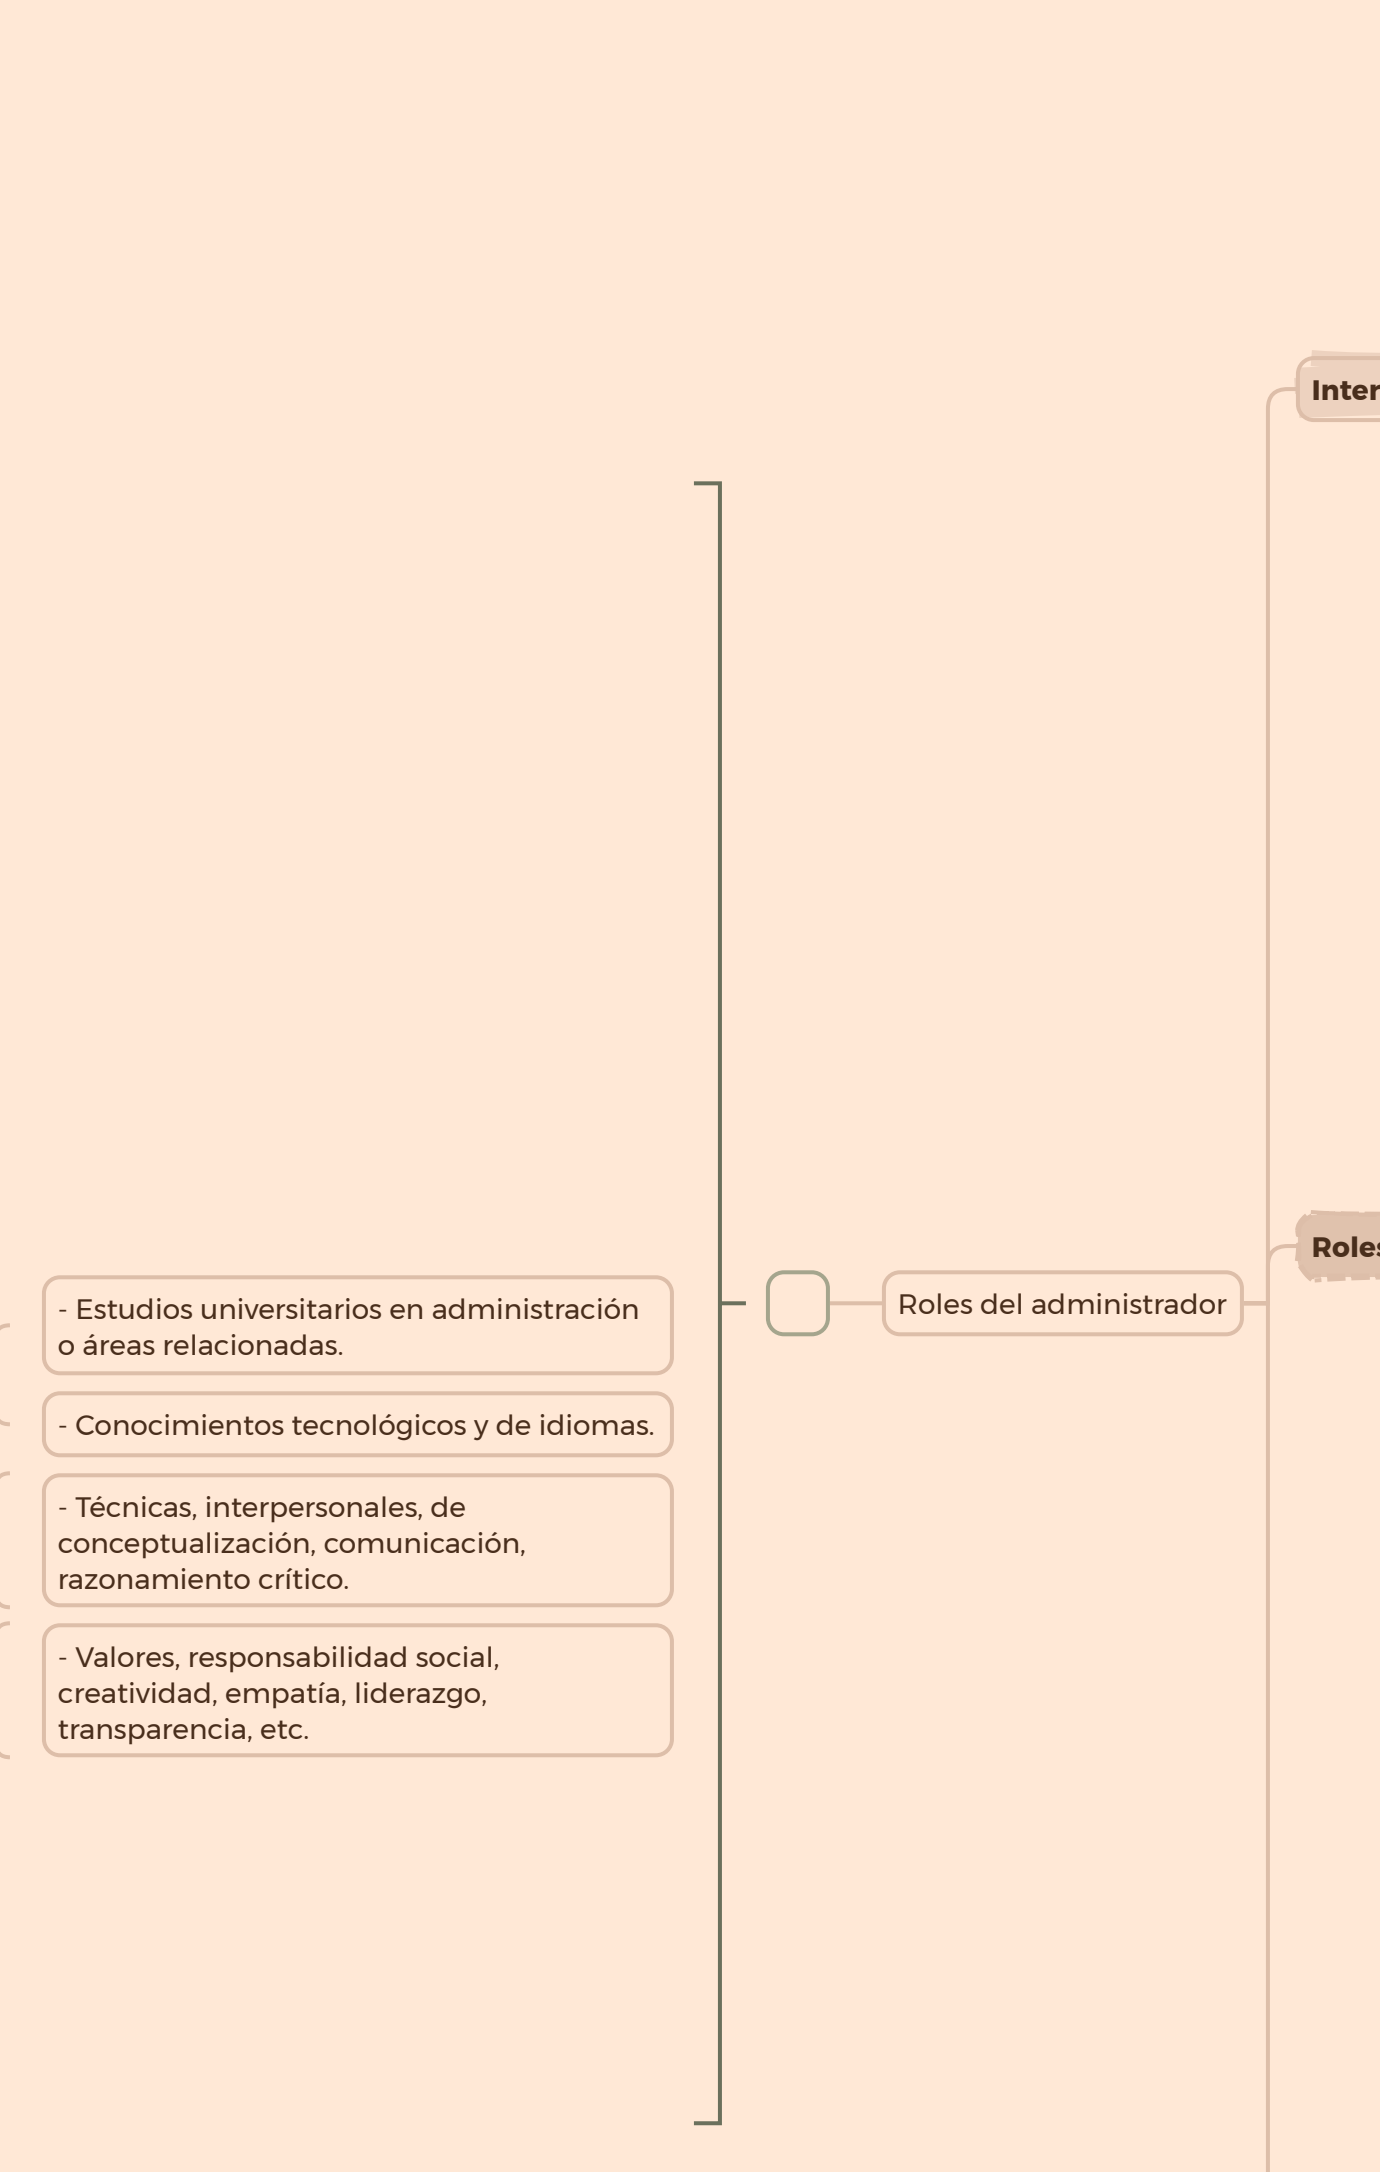 - Estudios universitarios en administración
o áreas relacionadas.
- Conocimientos tecnológicos y de idiomas.
- Técnicas, interpersonales, de
conceptualización, comunicación,
razonamiento crítico.
- Valores, responsabilidad social,
creatividad, empatía, liderazgo,
transparencia, etc.
Roles del administrador
Inter
Roles